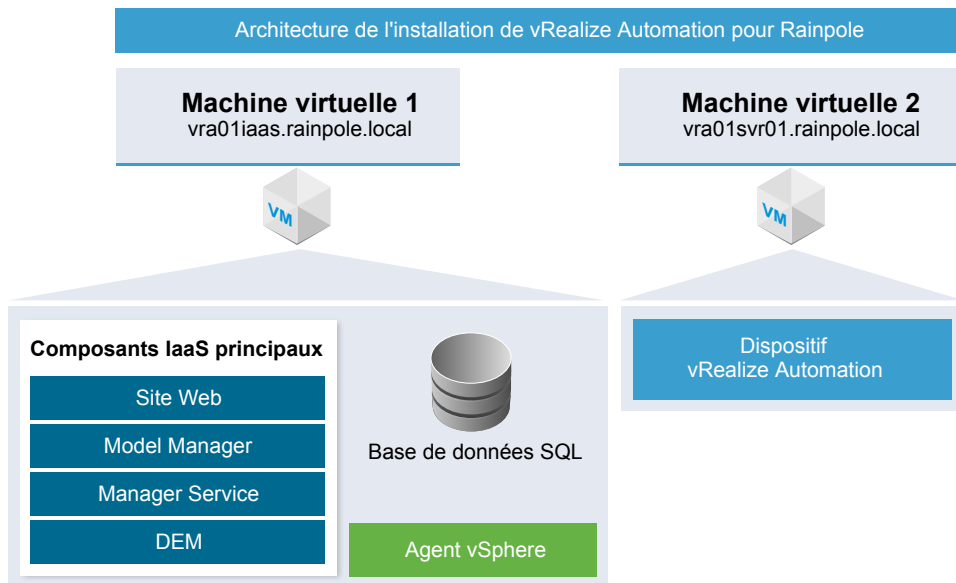 Architecture de l'installation de vRealize Automation pour Rainpole
Machine virtuelle 1
vra01iaas.rainpole.local
Machine virtuelle 2
vra01svr01.rainpole.local
VM
VM
Composants IaaS principaux
Site Web
Model Manager
Manager Service
DEM
Base de données SQL
Agent vSphere
Dispositif
vRealize Automation